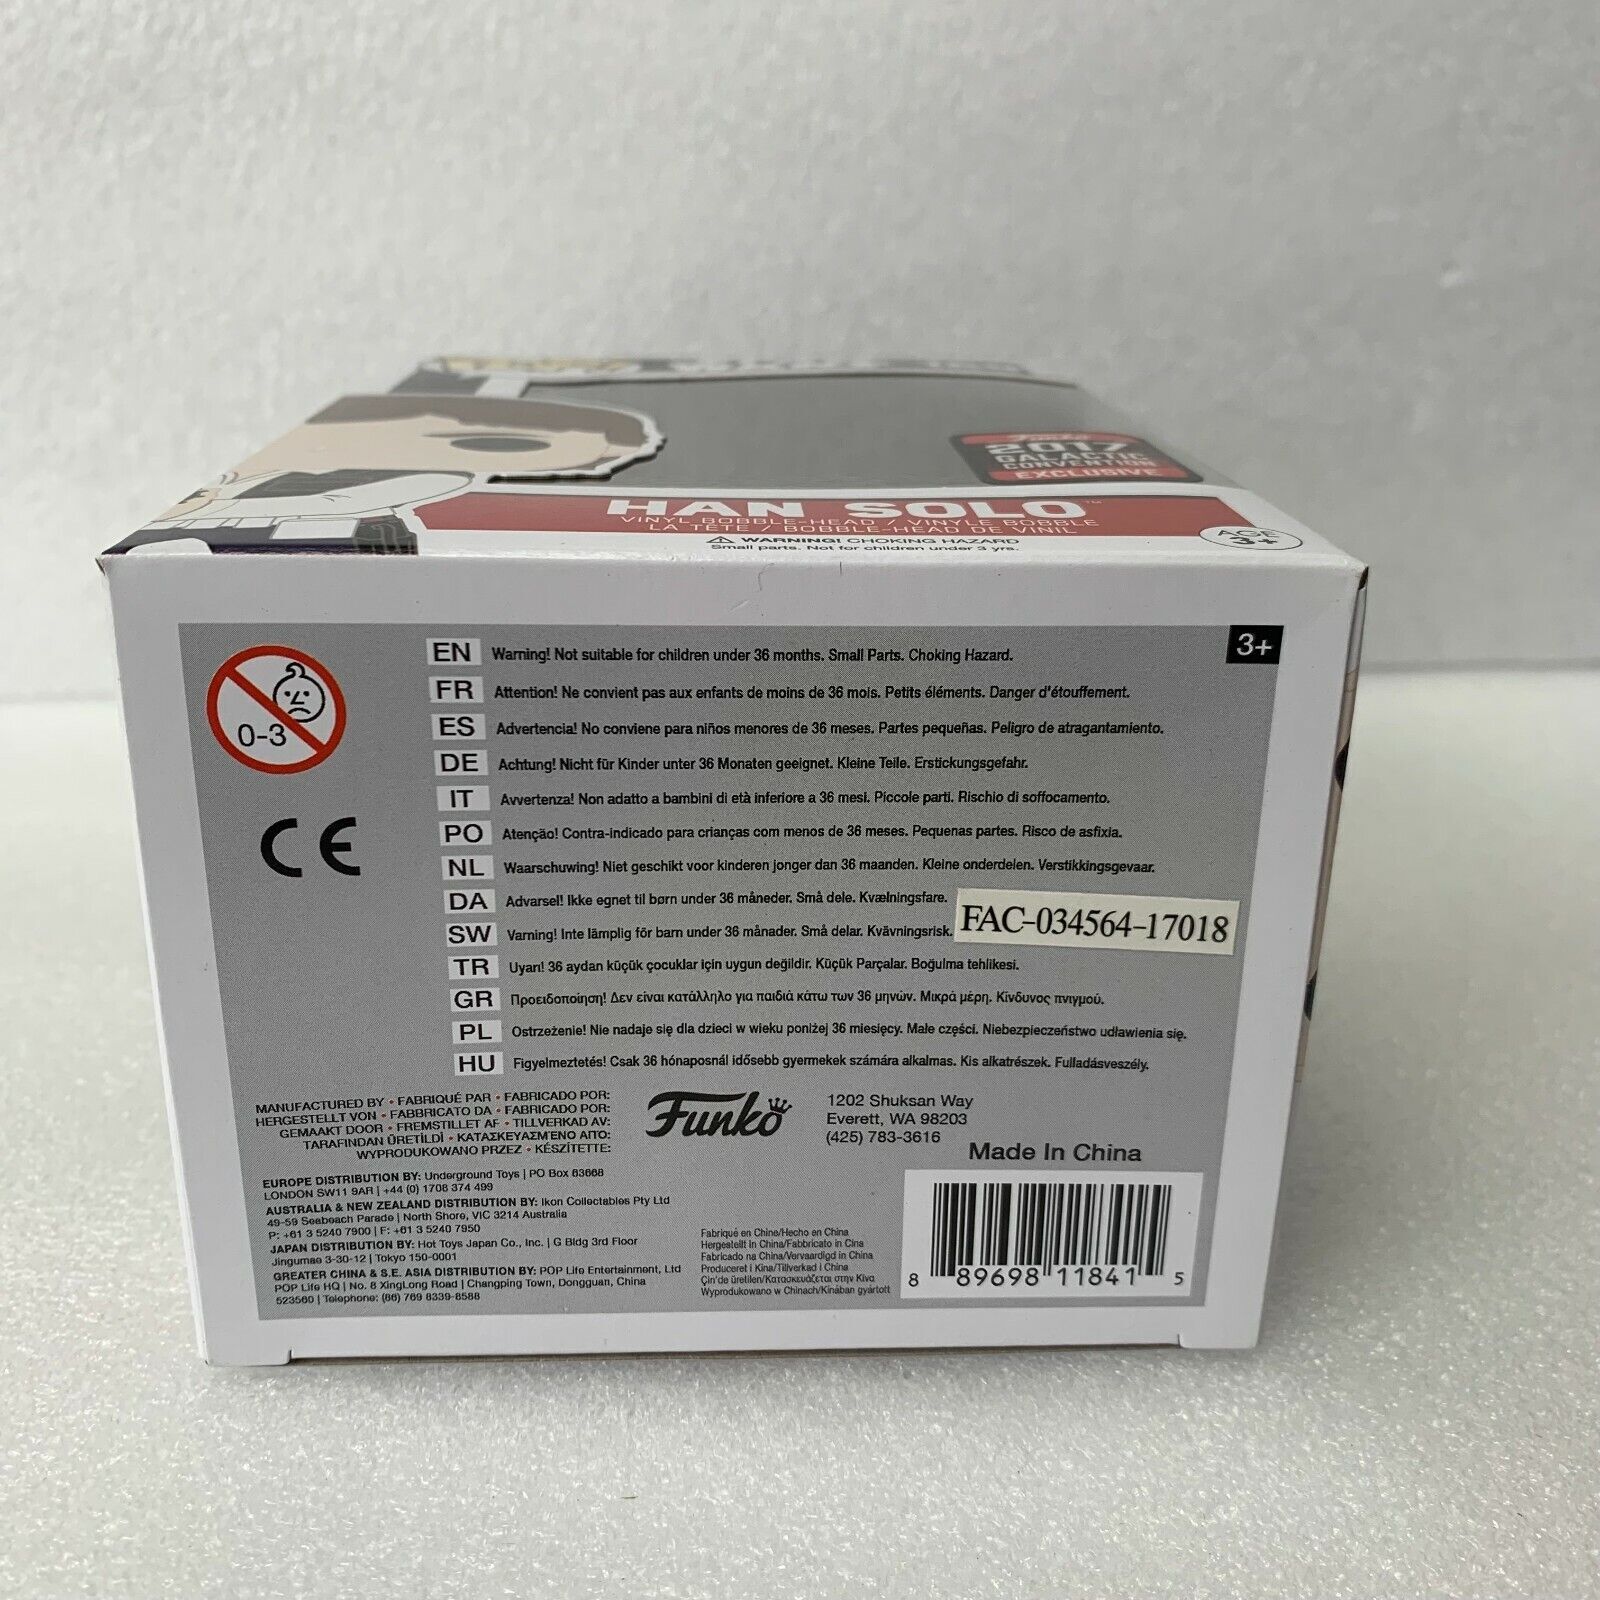 2017
GALACTIC
CONVENTION
EXCLUSIVE
HAN SOLO™
VINYL BOBBLE-HEAD / VINYLE BOBBLE
LA TÊTE / BOBBLE-HEAD DE VINIL
⚠ WARNING! CHOKING HAZARD
Small parts. Not for children under 3 yrs.
AGE
3+
3+
0-3
CE
EN Warning! Not suitable for children under 36 months. Small Parts. Choking Hazard.
FR Attention! Ne convient pas aux enfants de moins de 36 mois. Petits éléments. Danger d'étouffement.
ES Advertencia! No conviene para niños menores de 36 meses. Partes pequeñas. Peligro de atragantamiento.
DE Achtung! Nicht für Kinder unter 36 Monaten geeignet. Kleine Teile. Erstickungsgefahr.
IT Avvertenza! Non adatto a bambini di età inferiore a 36 mesi. Piccole parti. Rischio di soffocamento.
PO Atenção! Contra-indicado para crianças com menos de 36 meses. Pequenas partes. Risco de asfixia.
NL Waarschuwing! Niet geschikt voor kinderen jonger dan 36 maanden. Kleine onderdelen. Verstikkingsgevaar.
DA Advarsel! Ikke egnet til børn under 36 måneder. Små dele. Kvælningsfare.
SW Varning! Inte lämplig för barn under 36 månader. Små delar. Kvävningsrisk.
FAC-034564-17018
TR Uyarı! 36 aydan küçük çocuklar için uygun değildir. Küçük Parçalar. Boğulma tehlikesi.
GR Προειδοποίηση! Δεν είναι κατάλληλο για παιδιά κάτω των 36 μηνών. Μικρά μέρη. Κίνδυνος πνιγμού.
PL Ostrzeżenie! Nie nadaje się dla dzieci w wieku poniżej 36 miesięcy. Małe części. Niebezpieczeństwo udławienia się.
HU Figyelmeztetés! Csak 36 hónaposnál idősebb gyermekek számára alkalmas. Kis alkatrészek. Fulladásveszély.
MANUFACTURED BY • FABRIQUÉ PAR • FABRICADO POR:
HERGESTELLT VON • FABBRICATO DA • FABRICADO POR:
GEMAAKT DOOR • FREMSTILLET AF • TILLVERKAD AV:
TARAFINDAN ÜRETİLDİ • ΚΑΤΑΣΚΕΥΑΣΜΈΝΟ ΑΠΌ:
WYPRODUKOWANO PRZEZ • KÉSZÍTETTE:
Funko
1202 Shuksan Way
Everett, WA 98203
(425) 783-3616
Made In China
EUROPE DISTRIBUTION BY: Underground Toys | PO Box 63668
LONDON SW11 9AR | +44 (0) 1708 374 499
AUSTRALIA & NEW ZEALAND DISTRIBUTION BY: Ikon Collectables Pty Ltd
49-59 Seabeach Parade | North Shore, VIC 3214 Australia
P: +61 3 5240 7900 | F: +61 3 5240 7950
JAPAN DISTRIBUTION BY: Hot Toys Japan Co., Inc. | G Bldg 3rd Floor
Jingumae 3-30-12 | Tokyo 150-0001
GREATER CHINA & S.E. ASIA DISTRIBUTION BY: POP Life Entertainment, Ltd
POP Life HQ | No. 8 XingLong Road | Changping Town, Dongguan, China
523560 | Telephone: (86) 769 8339-8588
Fabriqué en Chine/Hecho en China
Hergestellt in China/Fabbricato in Cina
Fabricado na China/Vervaardigd in China
Produceret i Kina/Tillverkad i China
Çin'de üretilen/Κατασκευάζεται στην Κίνα
Wyprodukowano w Chinach/Kínában gyártott
8 89698 11841 5